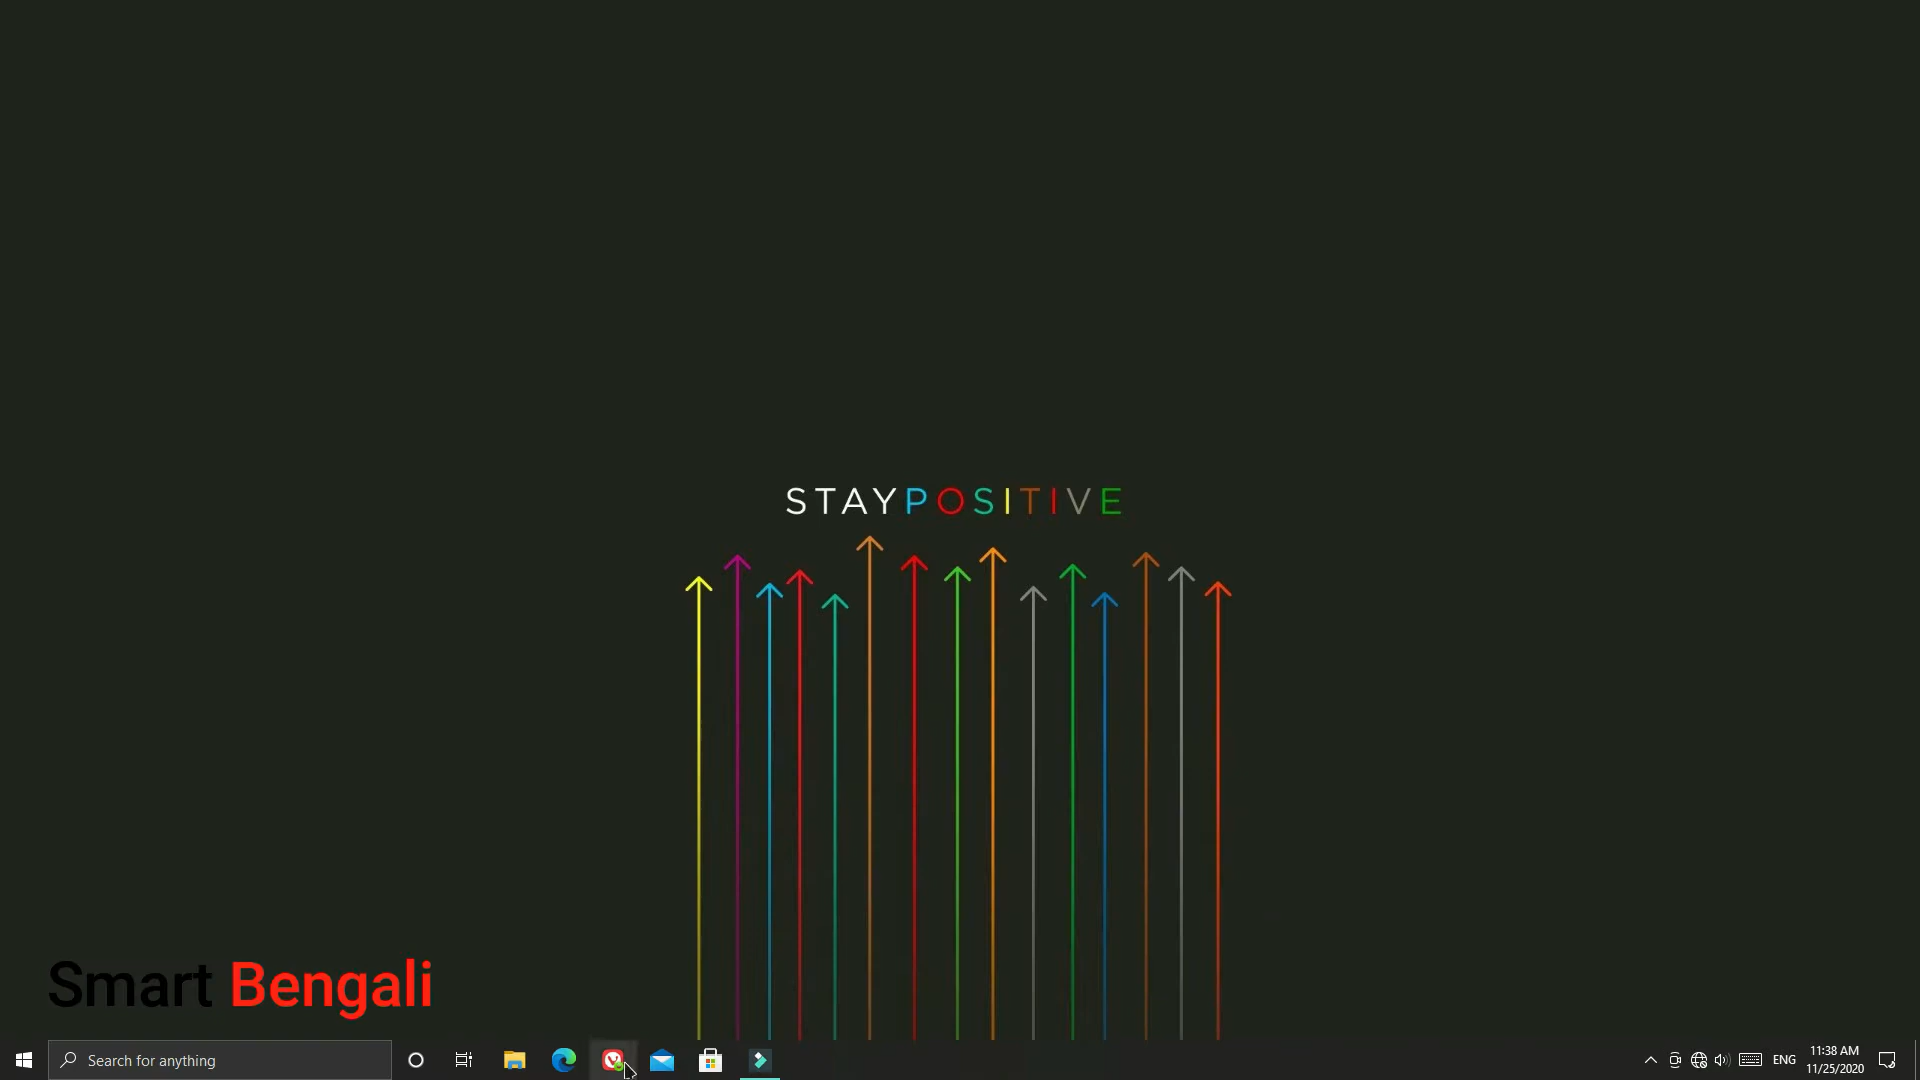 STAYPOSITIVE
Smart Bengali
Search for anything
ENG
11:38 AM
11/25/2020